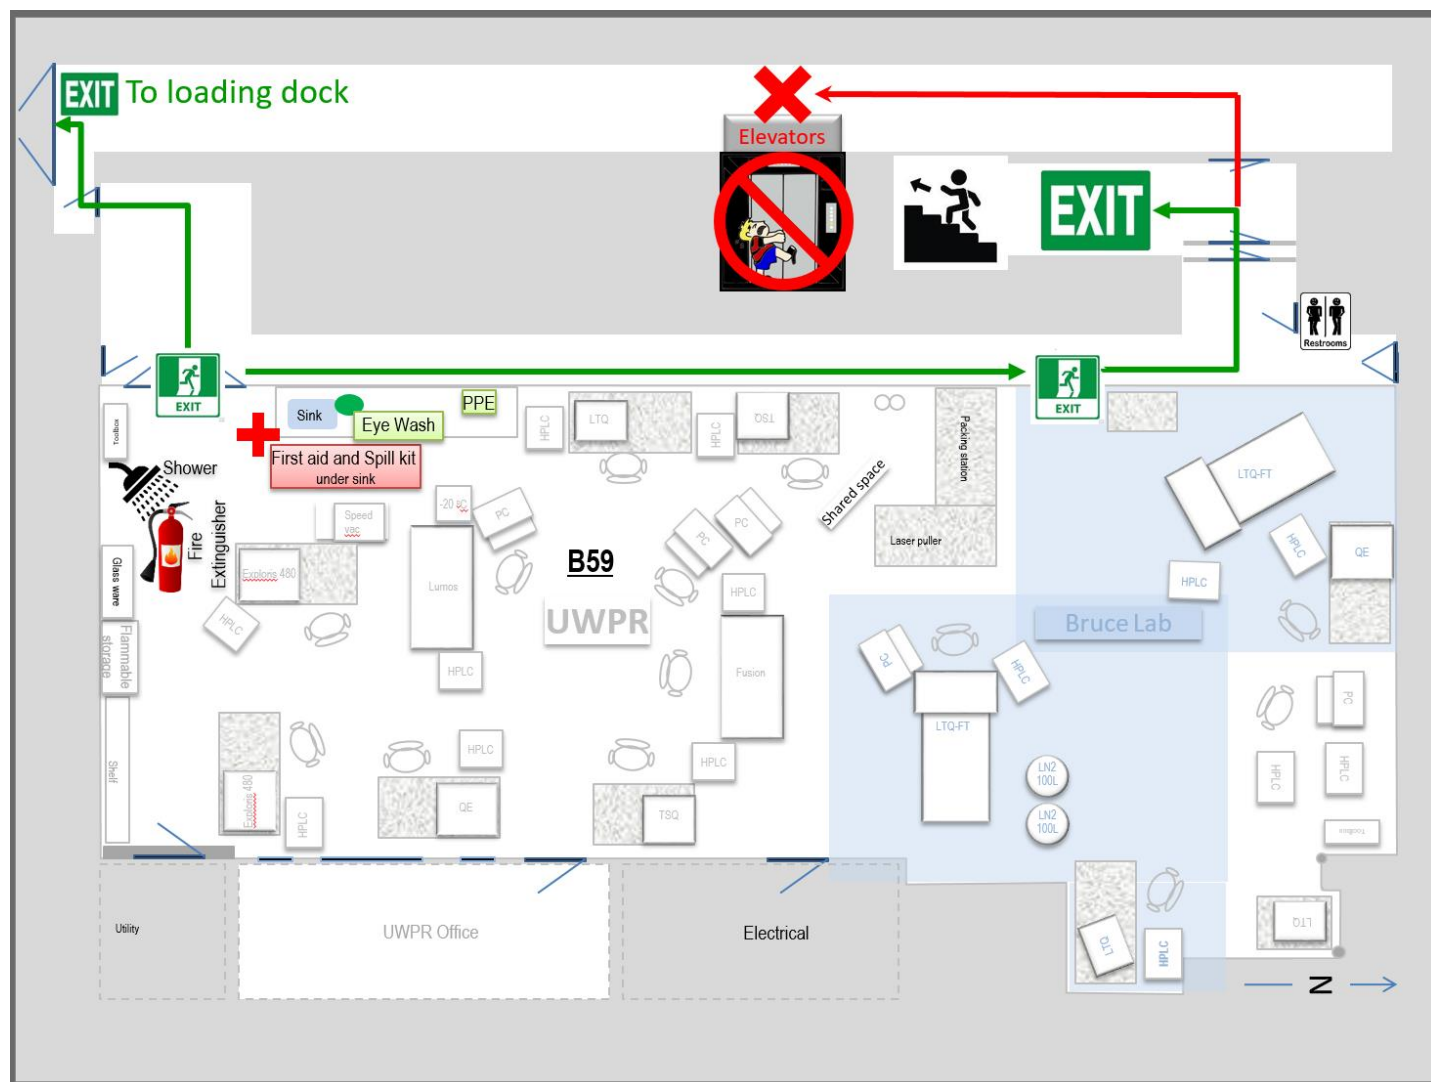 EXIT To loading dock
Elevators
EXIT
Restrooms
EXIT
EXIT
Toolbox
Sink
PPE
Eye Wash
First aid and Spill kit
under sink
Shower
Fire
Extinguisher
HPLC
LTQ
HPLC
TSQ
Packing station
Shared space
Laser puller
LTQ-FT
HPLC
HPLC
QE
Bruce Lab
Speed
vac
-20 ºC
PC
PC
PC
B59
UWPR
Exploris 480
Lumos
HPLC
HPLC
HPLC
Fusion
Glass ware
Flammable
storage
Shelf
PC
HPLC
LTQ-FT
LN2
100L
LN2
100L
PC
HPLC
HPLC
Toolbox
Exploris 480
HPLC
HPLC
QE
HPLC
TSQ
Utility
UWPR Office
Electrical
LTQ
HPLC
LTQ
N